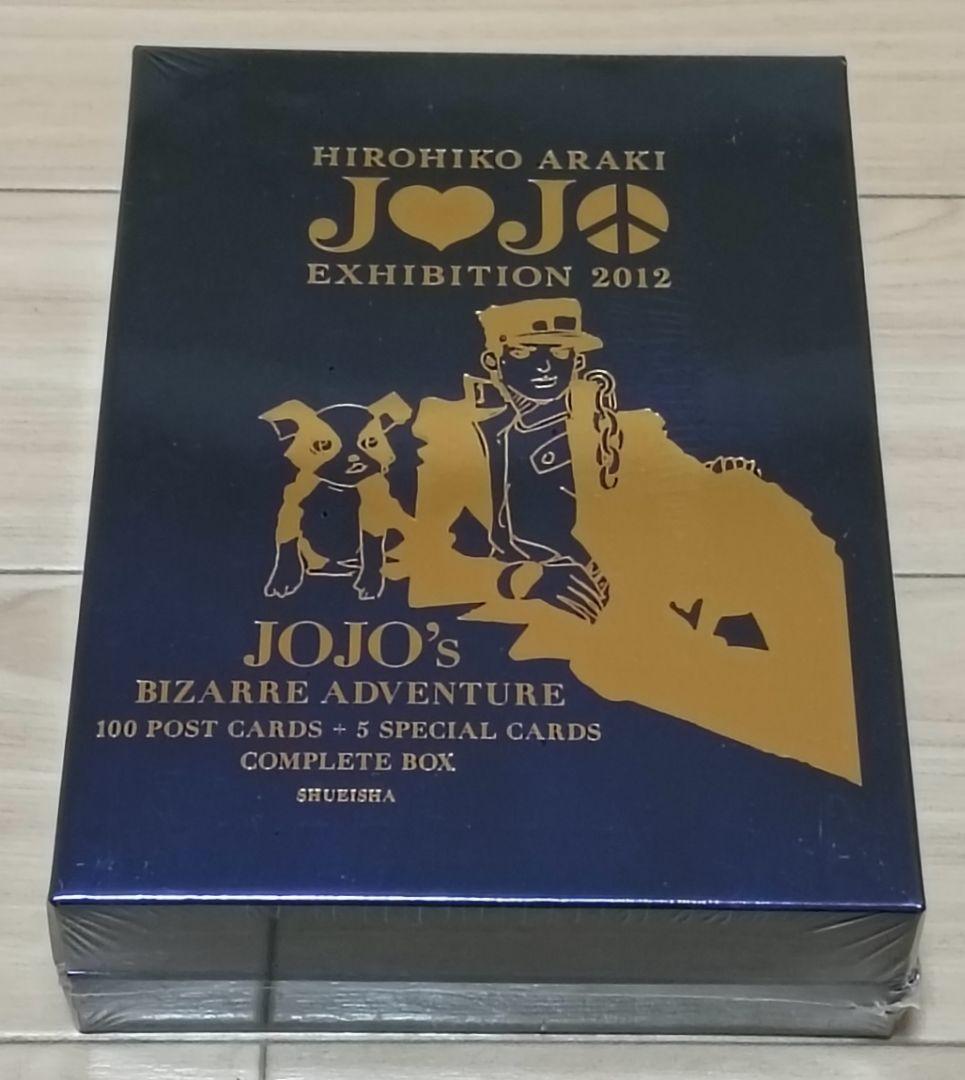 HIROHIKO ARAKI
JOJO
EXHIBITION 2012
JOJO's
BIZARRE ADVENTURE
100 POST CARDS + 5 SPECIAL CARDS
COMPLETE BOX
SHUEISHA